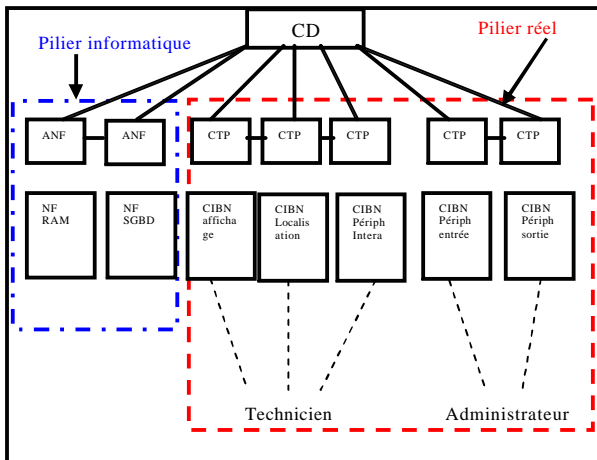 CD
Pilier informatique
Pilier réel
ANF
ANF
CTP
CTP
CTP
CTP
CTP
NF
RAM
NF
SGBD
CIBN
afficha
ge
CIBN
Localis
ation
CIBN
Périph
Intera
CIBN
Périph
entrée
CIBN
Périph
sortie
Technicien
Administrateur